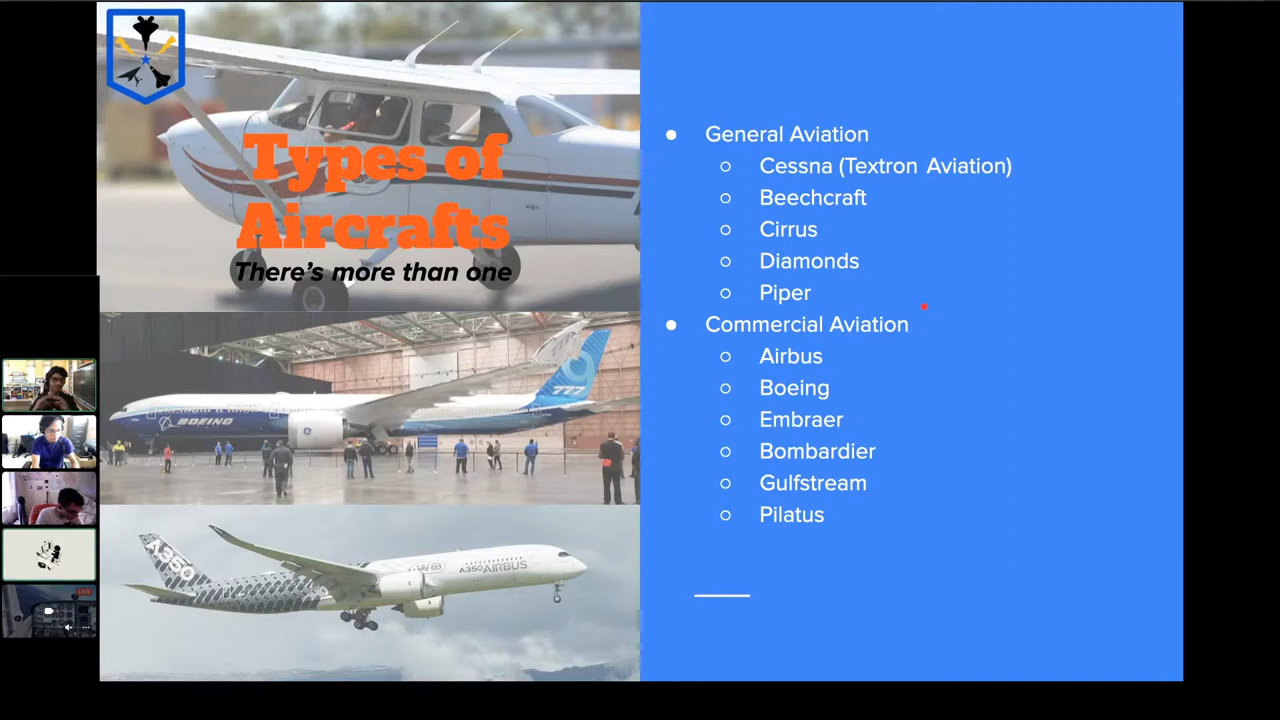 Types of
Aircrafts
There's more than one
General Aviation
Cessna (Textron Aviation)
Beechcraft
Cirrus
Diamonds
Piper
Commercial Aviation
Airbus
Boeing
Embraer
Bombardier
Gulfstream
Pilatus
BOEING
777
A350
A350 AIRBUS
LIVE